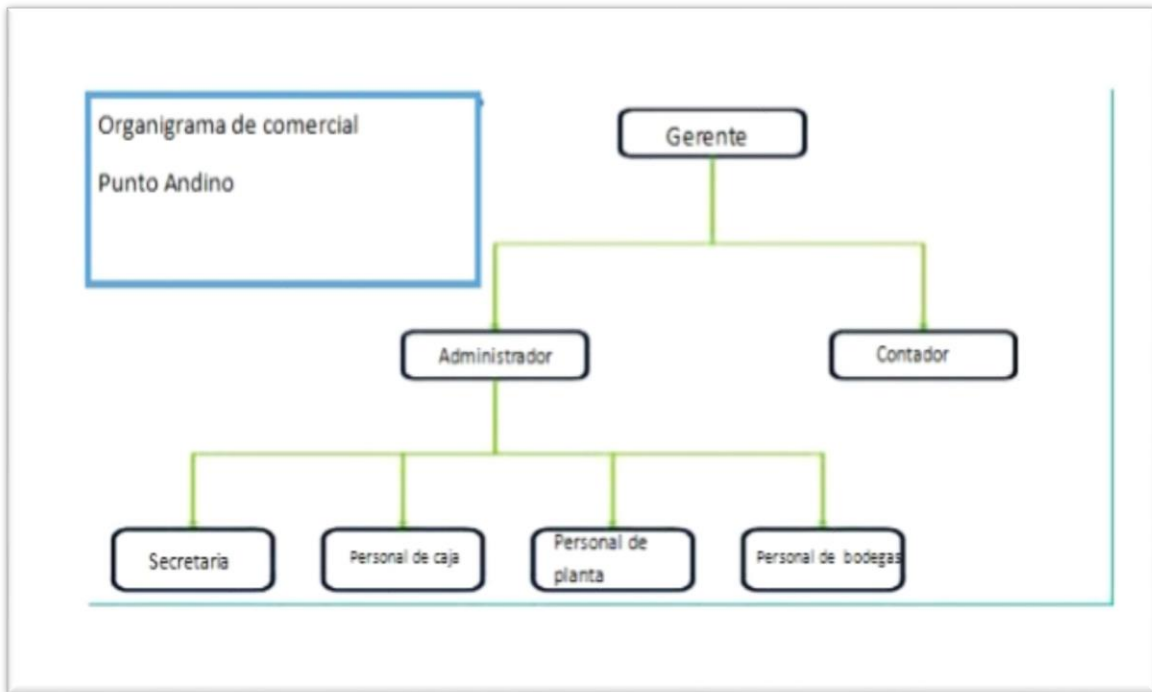 Organigrama de comercial
Punto Andino
Gerente
Administrador
Contador
Secretaria
Personal de caja
Personal de
planta
Personal de bodegas